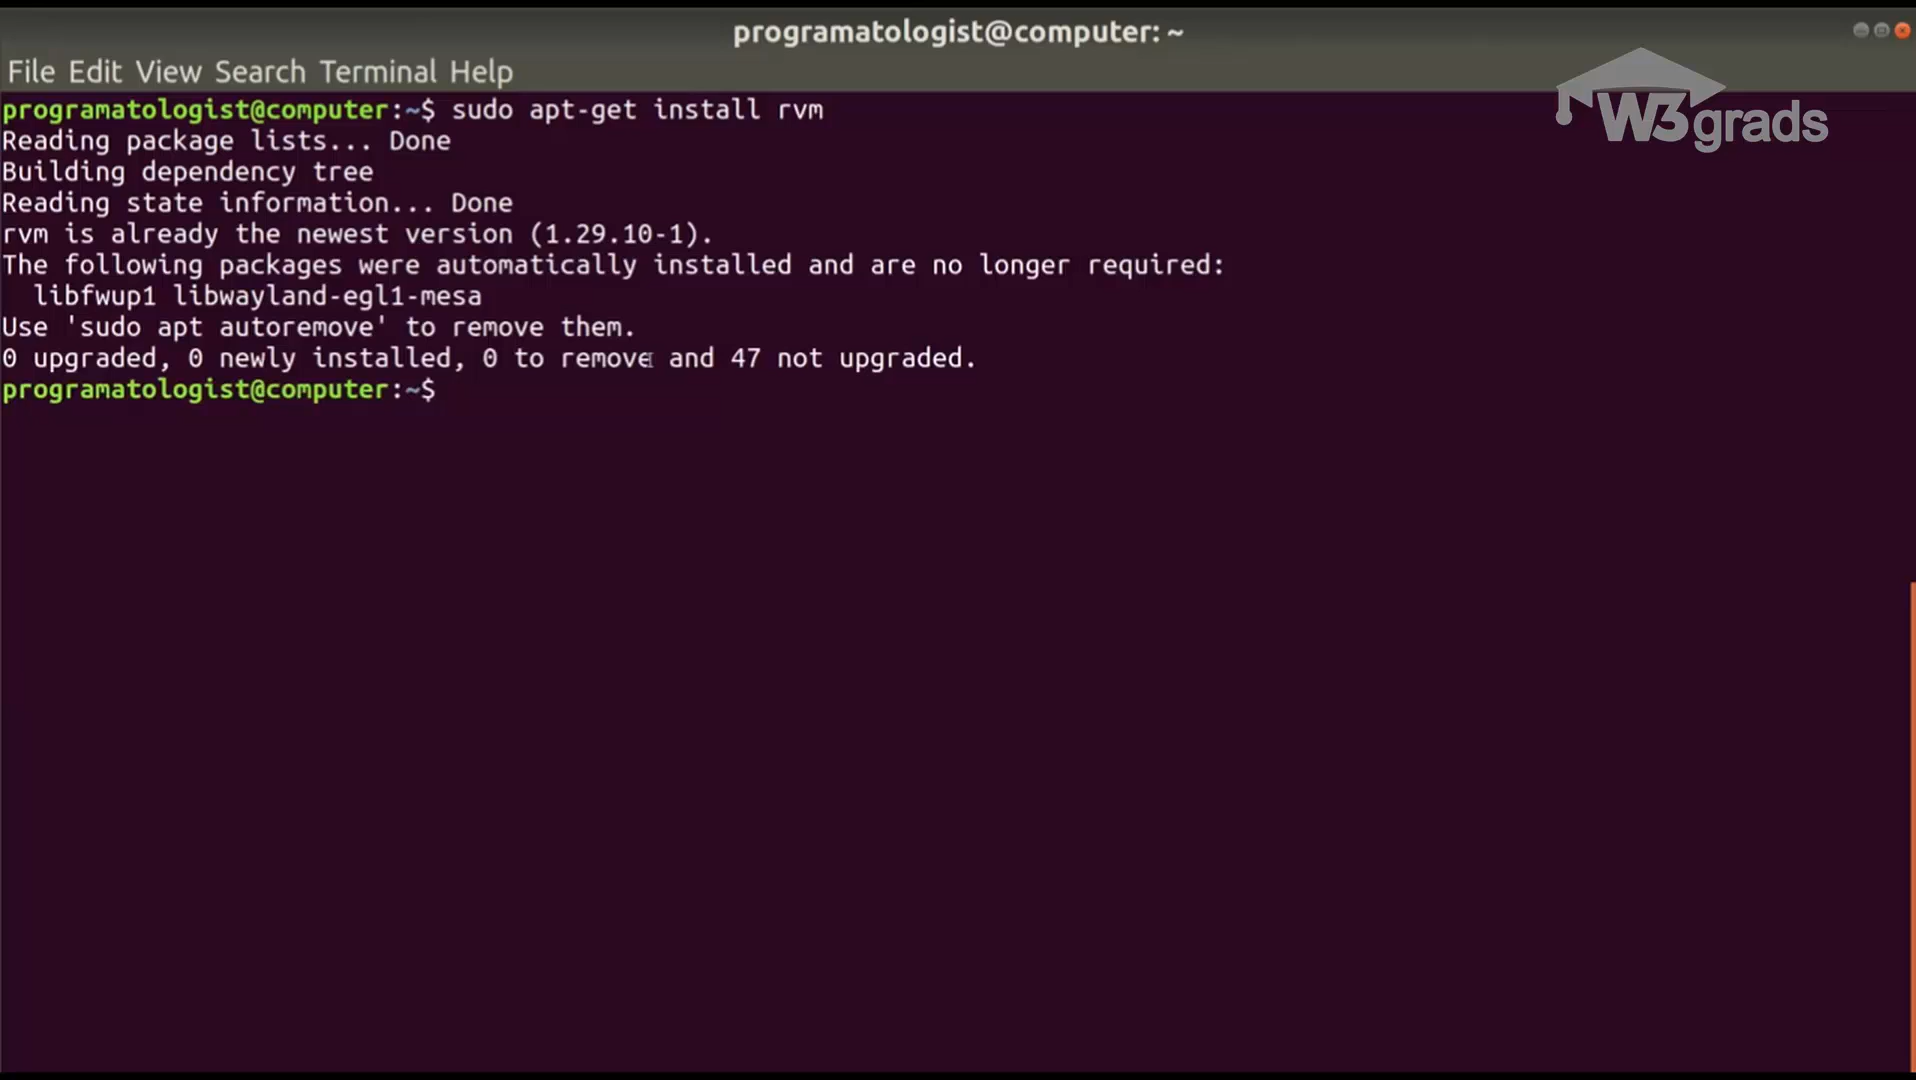 programatologist@computer: ~
File Edit View Search Terminal Help
W3grads
programatologist@computer:~$ sudo apt-get install rvm
Reading package lists... Done
Building dependency tree
Reading state information... Done
rvm is already the newest version (1.29.10-1).
The following packages were automatically installed and are no longer required:
  libfwup1 libwayland-egl1-mesa
Use 'sudo apt autoremove' to remove them.
0 upgraded, 0 newly installed, 0 to remove and 47 not upgraded.
programatologist@computer:~$